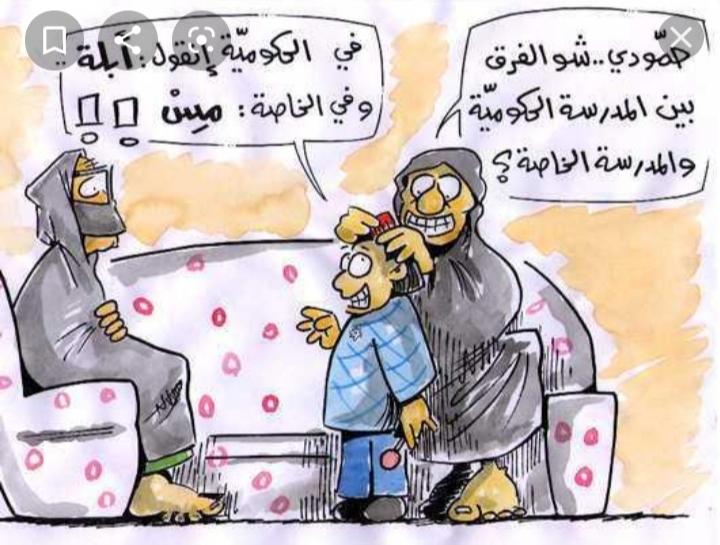 حمّودي.. شو الفرق
بين المدرسة الحكوميّة
والمدرسة الخاصة؟
في الحكوميّة إنقول: أبلة
وفي الخاصة: مِسْ !!